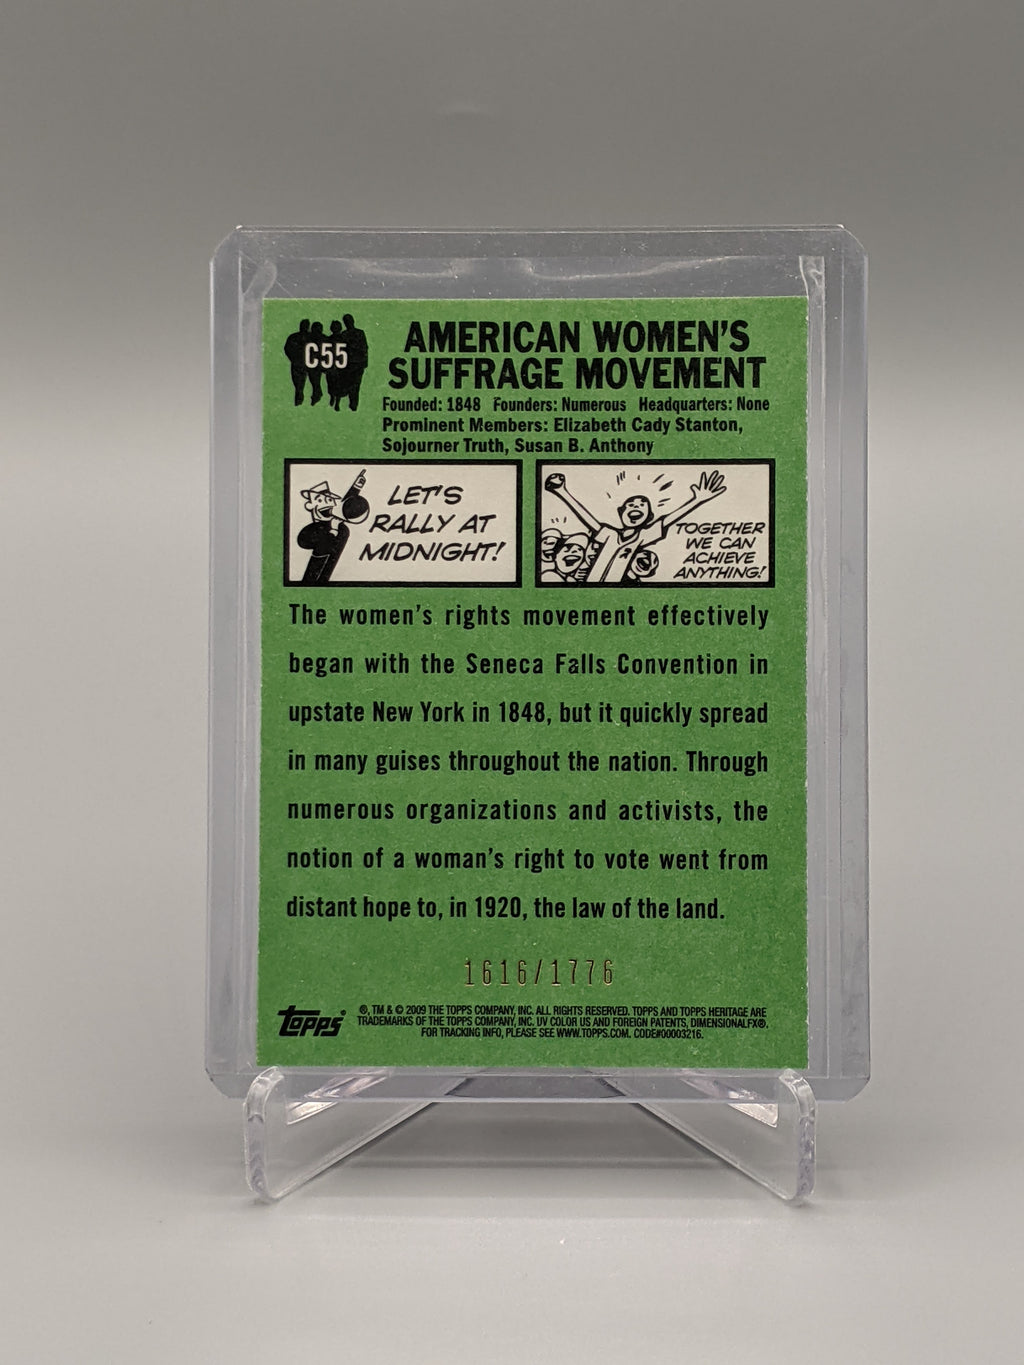 C55
AMERICAN WOMEN'S
SUFFRAGE MOVEMENT
Founded: 1848 Founders: Numerous Headquarters: None
Prominent Members: Elizabeth Cady Stanton,
Sojourner Truth, Susan B. Anthony
LET'S
RALLY AT
MIDNIGHT!
TOGETHER
WE CAN
ACHIEVE
ANYTHING!
The women's rights movement effectively
began with the Seneca Falls Convention in
upstate New York in 1848, but it quickly spread
in many guises throughout the nation. Through
numerous organizations and activists, the
notion of a woman's right to vote went from
distant hope to, in 1920, the law of the land.
1616/1776
Topps
®, TM & © 2009 THE TOPPS COMPANY, INC. ALL RIGHTS RESERVED. TOPPS AND TOPPS HERITAGE ARE
TRADEMARKS OF THE TOPPS COMPANY, INC. UV COLOR US AND FOREIGN PATENTS, DIMENSIONALFX®.
FOR TRACKING INFO, PLEASE SEE WWW.TOPPS.COM. CODE#00003216.